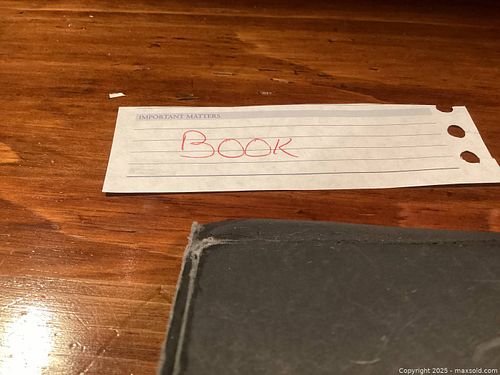 IMPORTANT MATTERS
BOOK
Copyright 2025 - maxsold.com